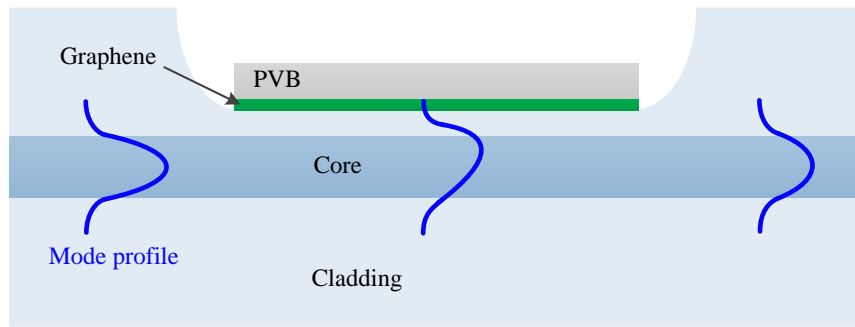 Graphene
PVB
Core
Mode profile
Cladding